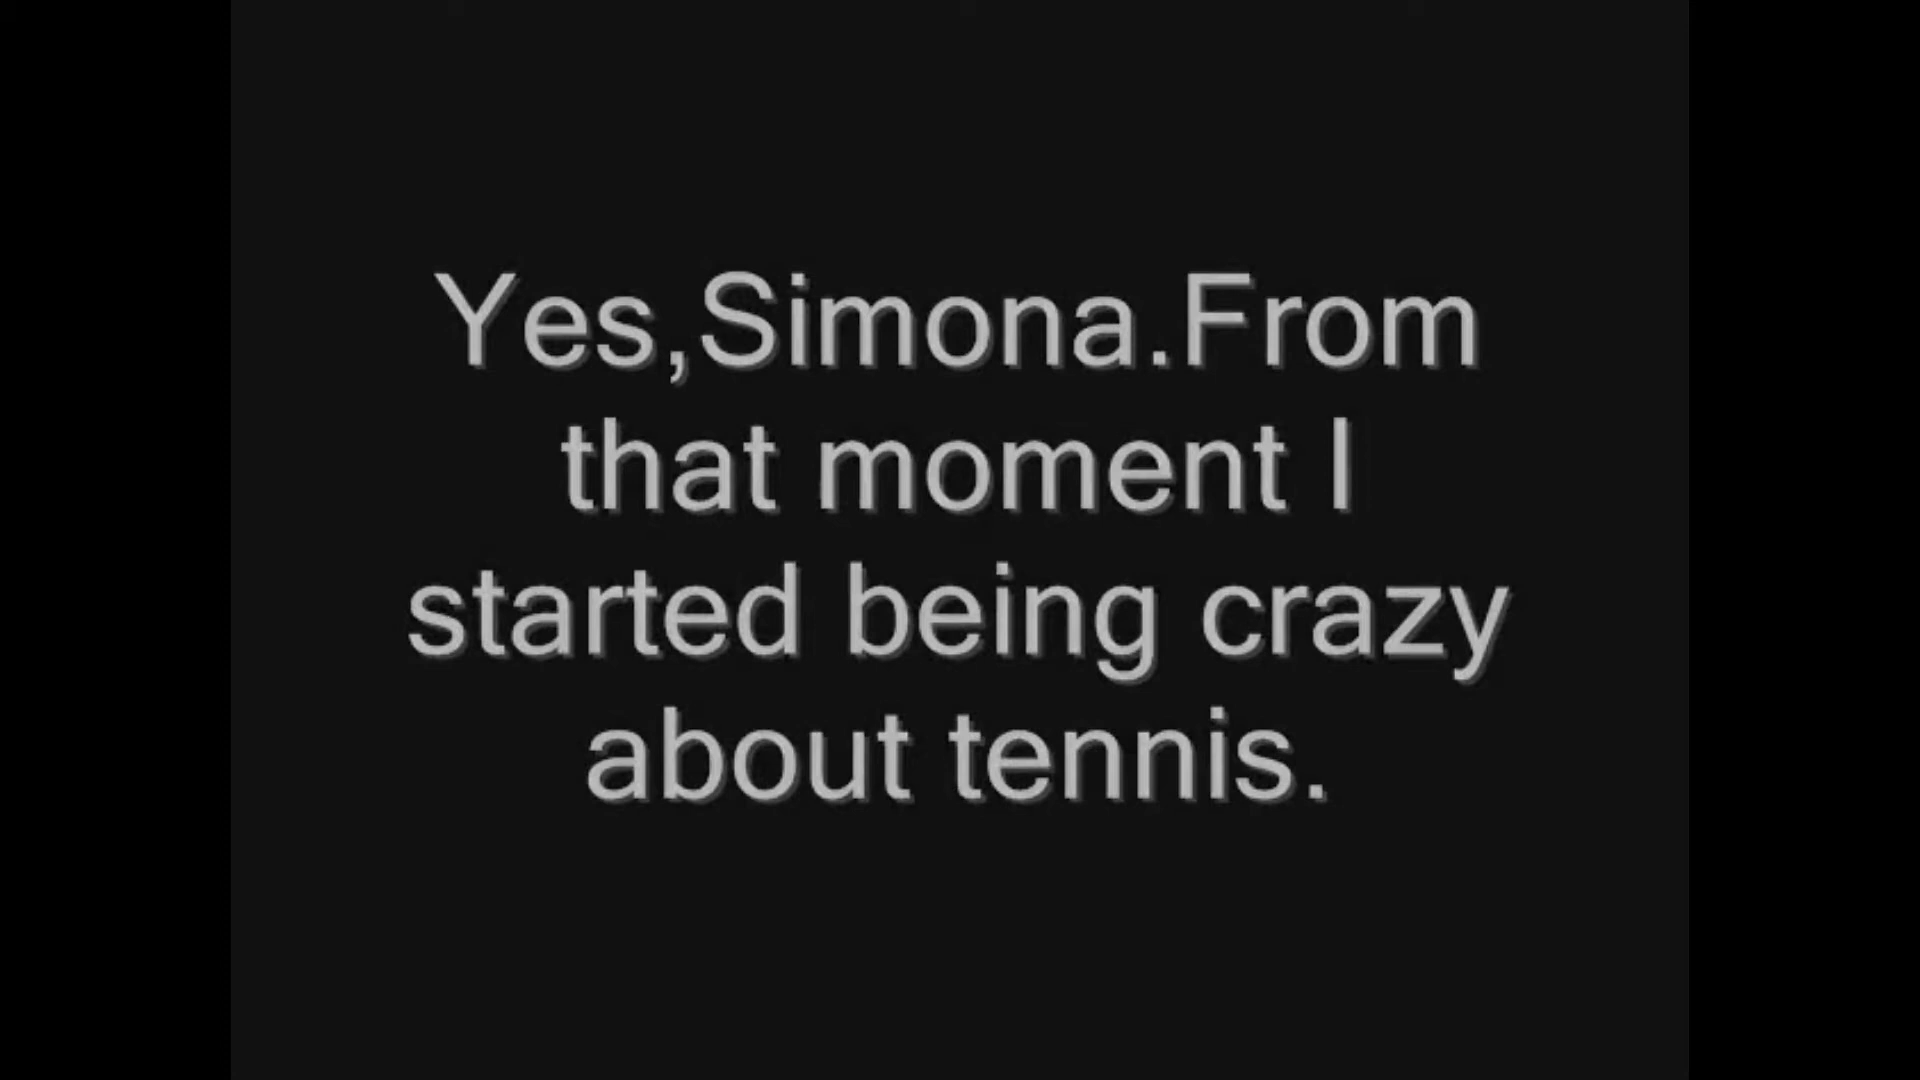 Yes,Simona.From
that moment I
started being crazy
about tennis.